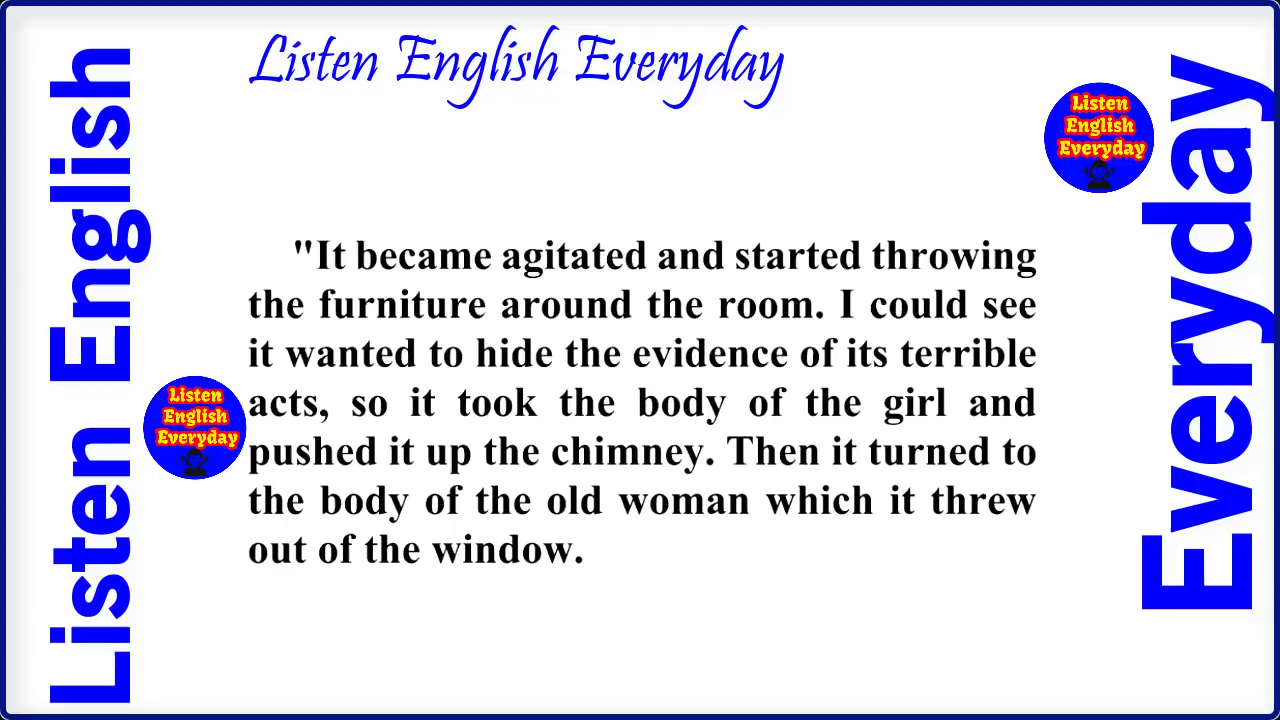 Listen English Everyday
Listen English
Everyday
Listen
English
Everyday
"It became agitated and started throwing
the furniture around the room. I could see
it wanted to hide the evidence of its terrible
acts, so it took the body of the girl and
pushed it up the chimney. Then it turned to
the body of the old woman which it threw
out of the window.
Listen
English
Everyday